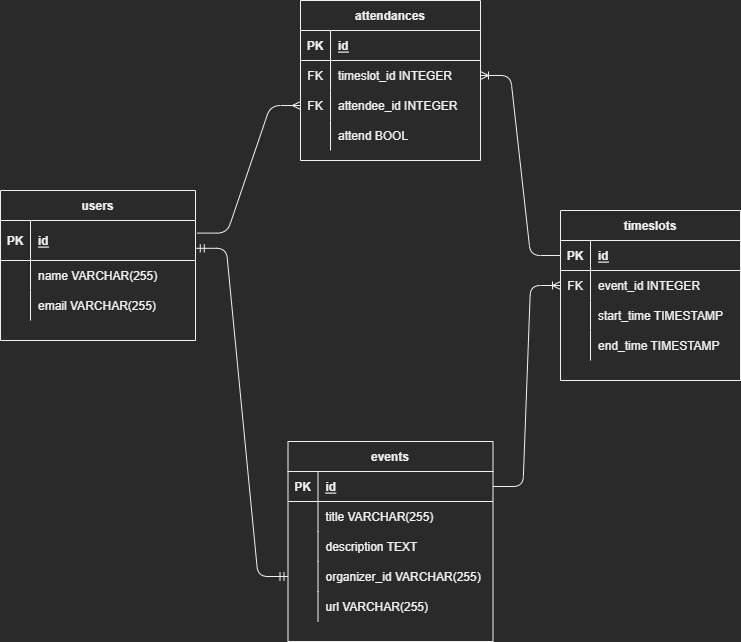 attendances
PK id
FK timeslot_id INTEGER
FK attendee_id INTEGER
attend BOOL
users
PK id
name VARCHAR(255)
email VARCHAR(255)
timeslots
PK id
FK event_id INTEGER
start_time TIMESTAMP
end_time TIMESTAMP
events
PK id
title VARCHAR(255)
description TEXT
organizer_id VARCHAR(255)
url VARCHAR(255)